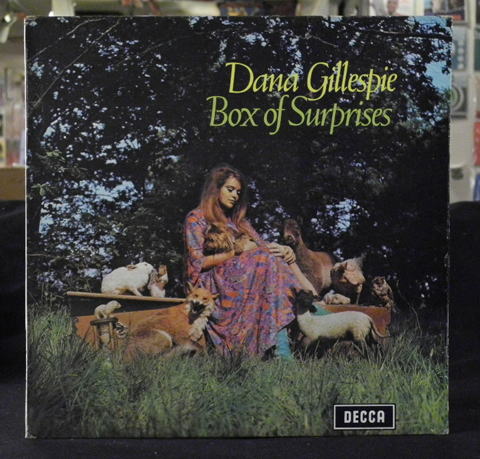 Dana Gillespie
Box of Surprises
DECCA